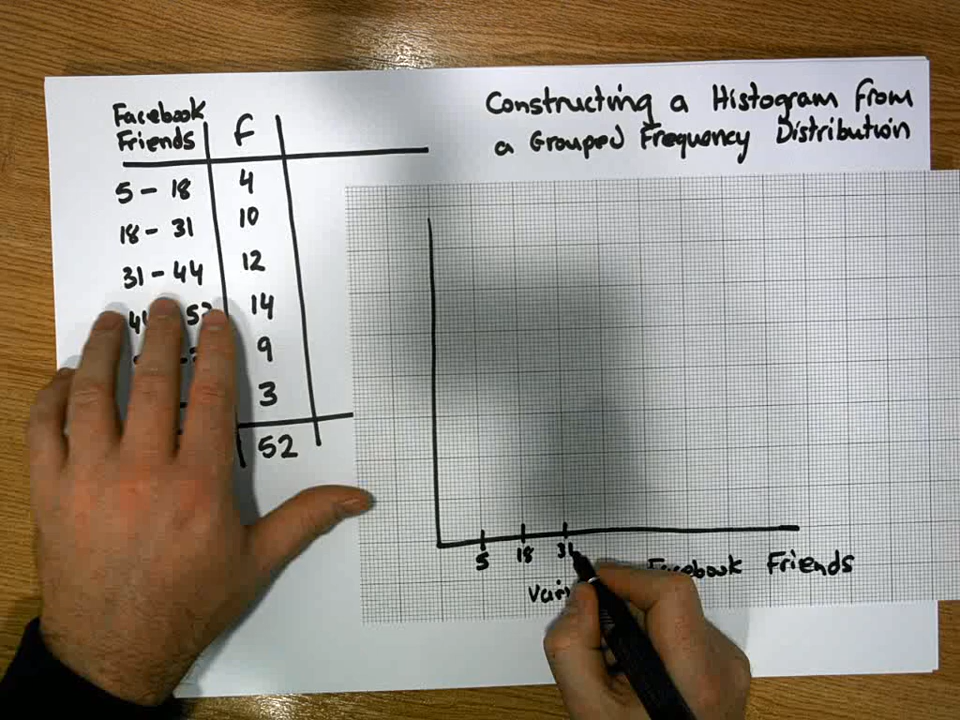 Constructing a Histogram from
a Grouped Frequency Distribution
Facebook
Friends
f
5 - 18 4
18 - 31 10
31 - 44 12
14
9
3
52
5 18 31
Facebook Friends